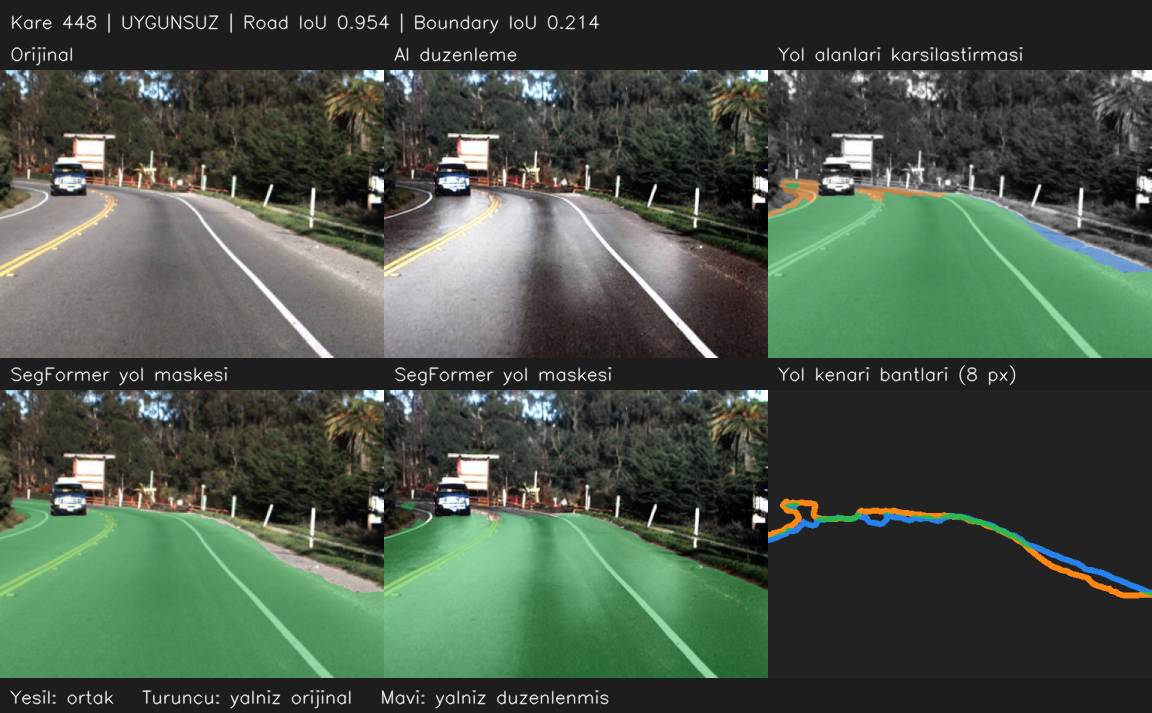 Kare 448 | UYGUNSUZ | Road IoU 0.954 | Boundary IoU 0.214
Orijinal
AI duzenleme
Yol alanlari karsilastirmasi
SegFormer yol maskesi
SegFormer yol maskesi
Yol kenari bantlari (8 px)
Yesil: ortak
Turuncu: yalniz orijinal
Mavi: yalniz duzenlenmis